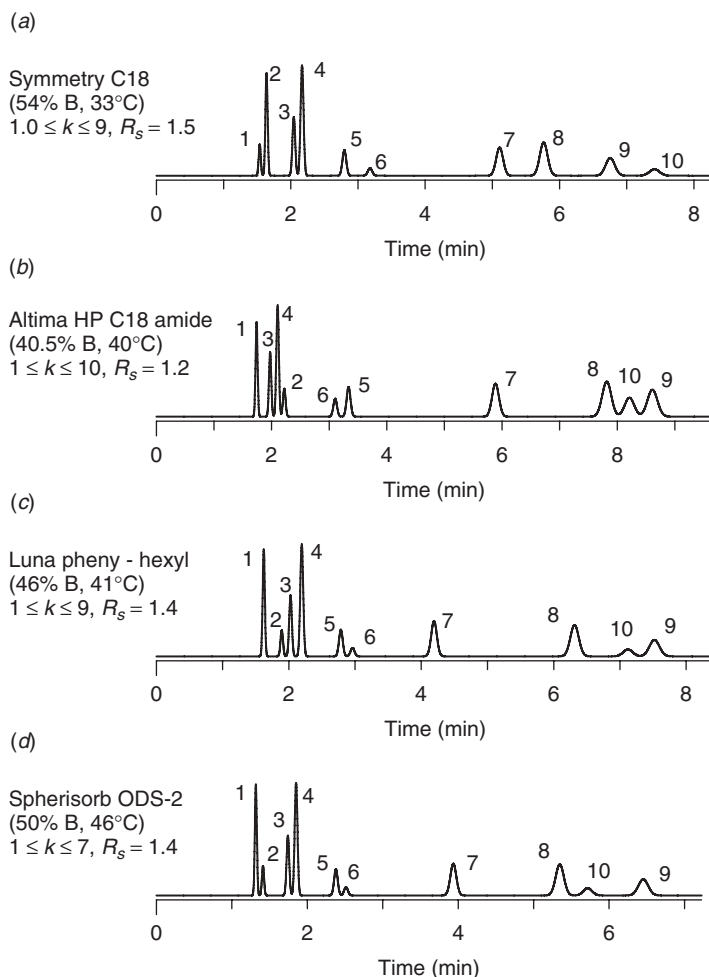 (a)
Symmetry C18
(54% B, 33°C)
1.0 ≤ k ≤ 9, Rs = 1.5
1 2 3 4 5 6 7 8 9 10
0 2 4 6 8
Time (min)
(b)
Altima HP C18 amide
(40.5% B, 40°C)
1 ≤ k ≤ 10, Rs = 1.2
1 3 4 2 6 5 7 8 10 9
0 2 4 6 8
Time (min)
(c)
Luna pheny - hexyl
(46% B, 41°C)
1 ≤ k ≤ 9, Rs = 1.4
1 2 3 4 5 6 7 8 10 9
0 2 4 6 8
Time (min)
(d)
Spherisorb ODS-2
(50% B, 46°C)
1 ≤ k ≤ 7, Rs = 1.4
1 2 3 4 5 6 7 8 10 9
0 2 4 6
Time (min)